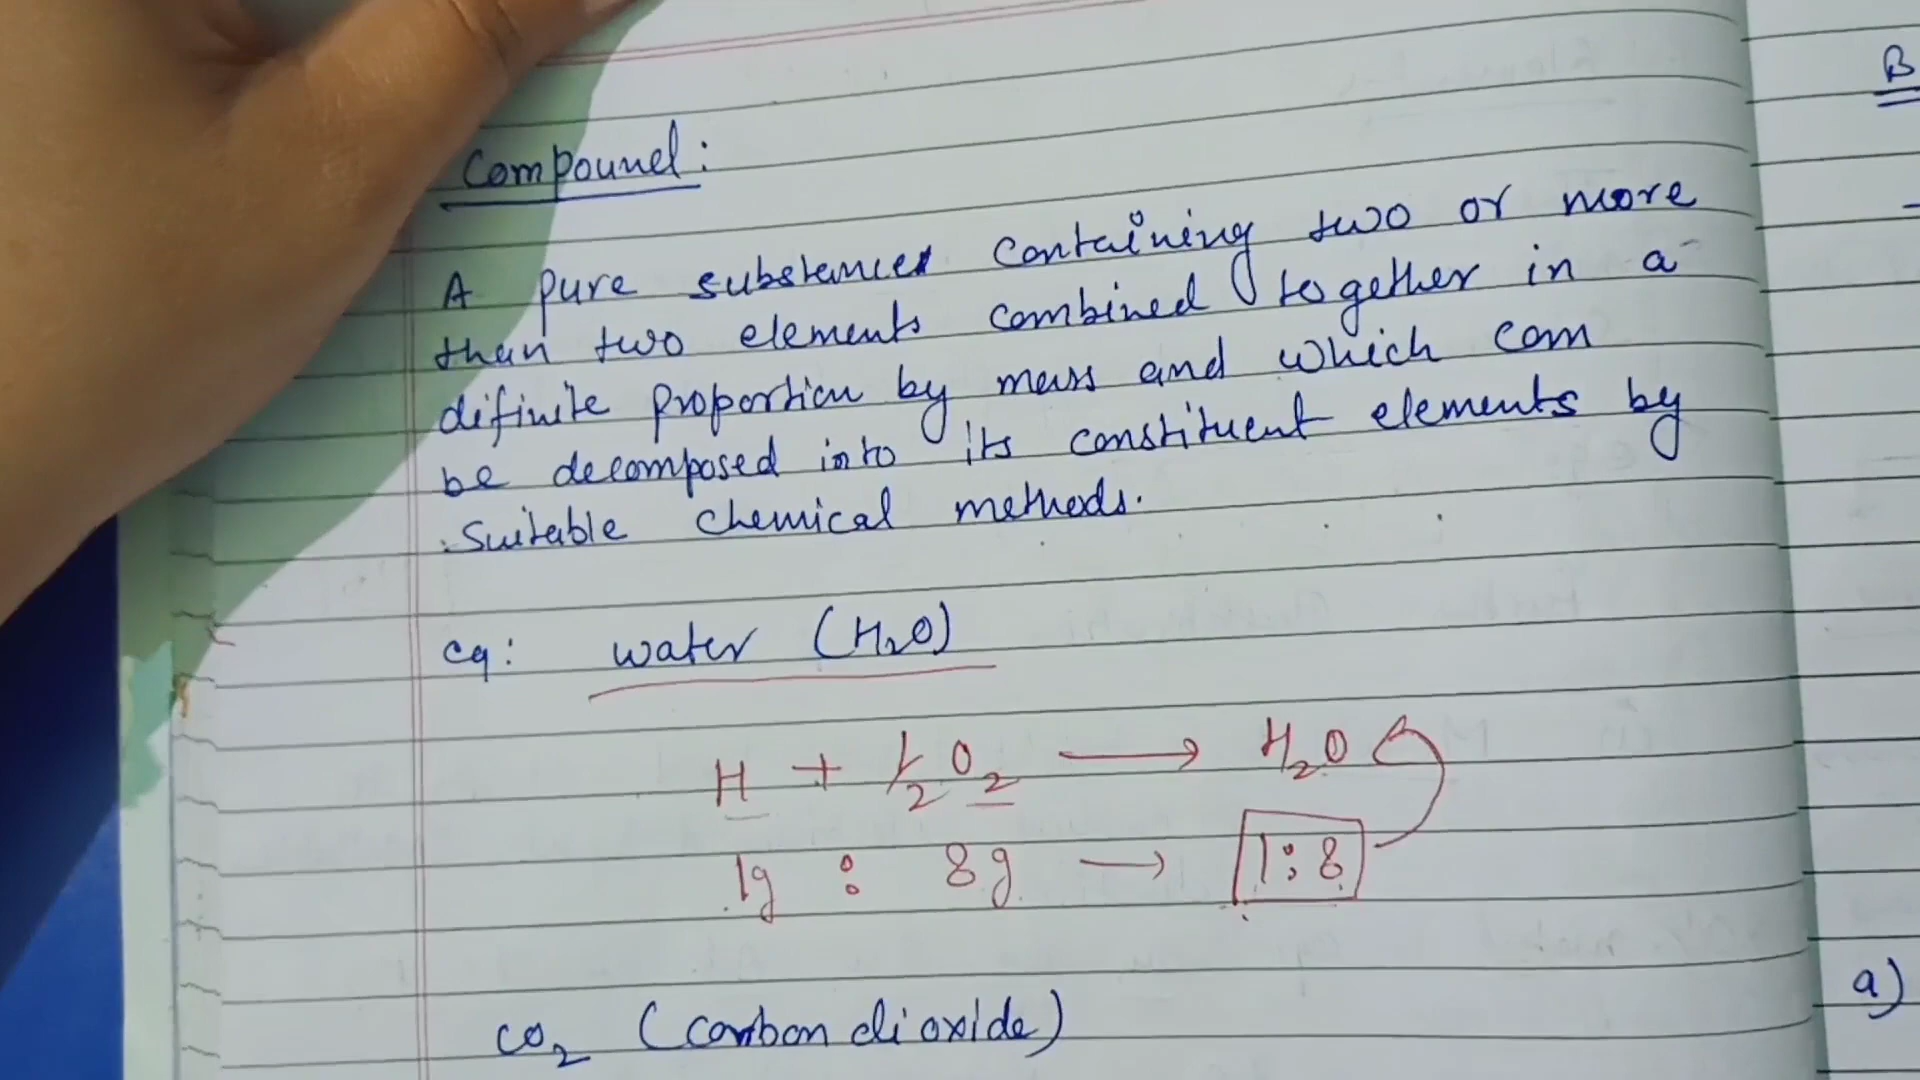 Compound:
A pure substance containing two or more
than two elements combined together in a
difinite proportion by mass and which can
be decomposed into its constituent elements by
suitable chemical methods.
eg: water (H₂O)
H + 1/2 O₂ → H₂O
1g : 8g → 1:8
CO₂ (carbon dioxide)
B
a)